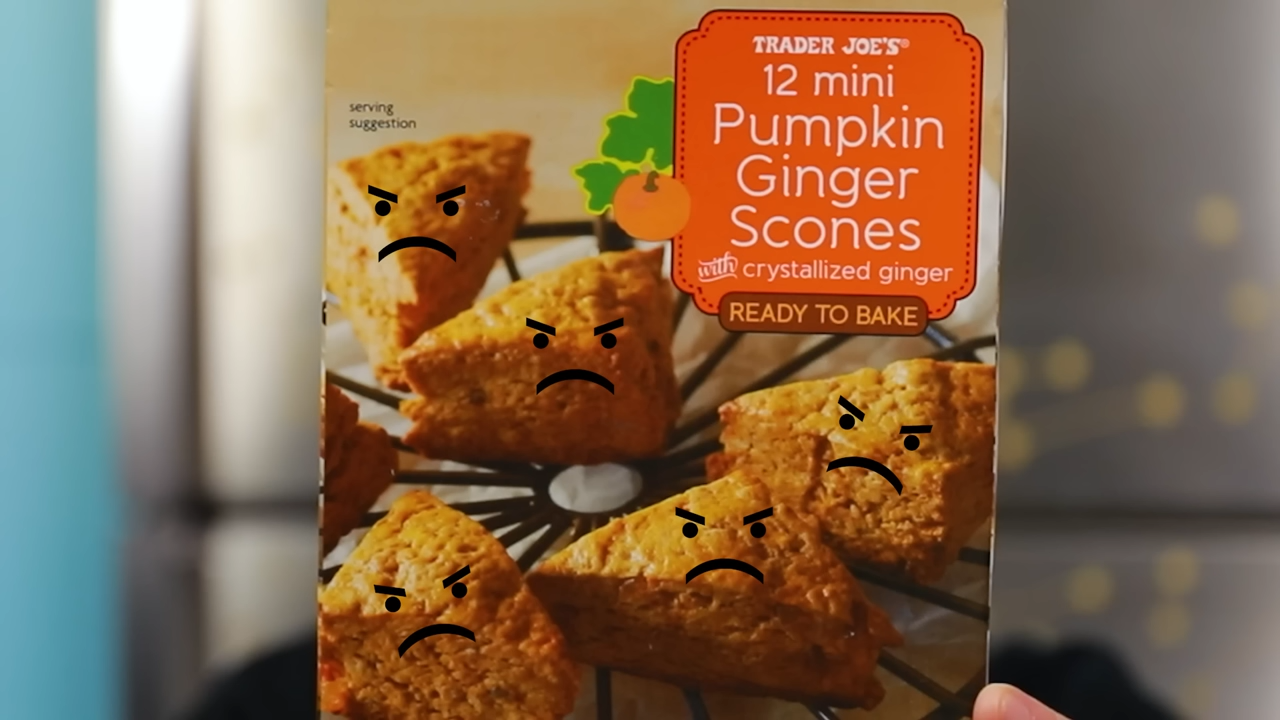 serving
suggestion
TRADER JOE'S®
12 mini
Pumpkin
Ginger
Scones
with crystallized ginger
READY TO BAKE